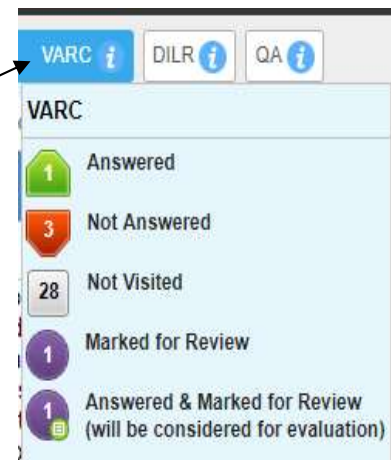 VARC i DILR i QA i
VARC
1 Answered
3 Not Answered
28 Not Visited
1 Marked for Review
1 Answered & Marked for Review
(will be considered for evaluation)